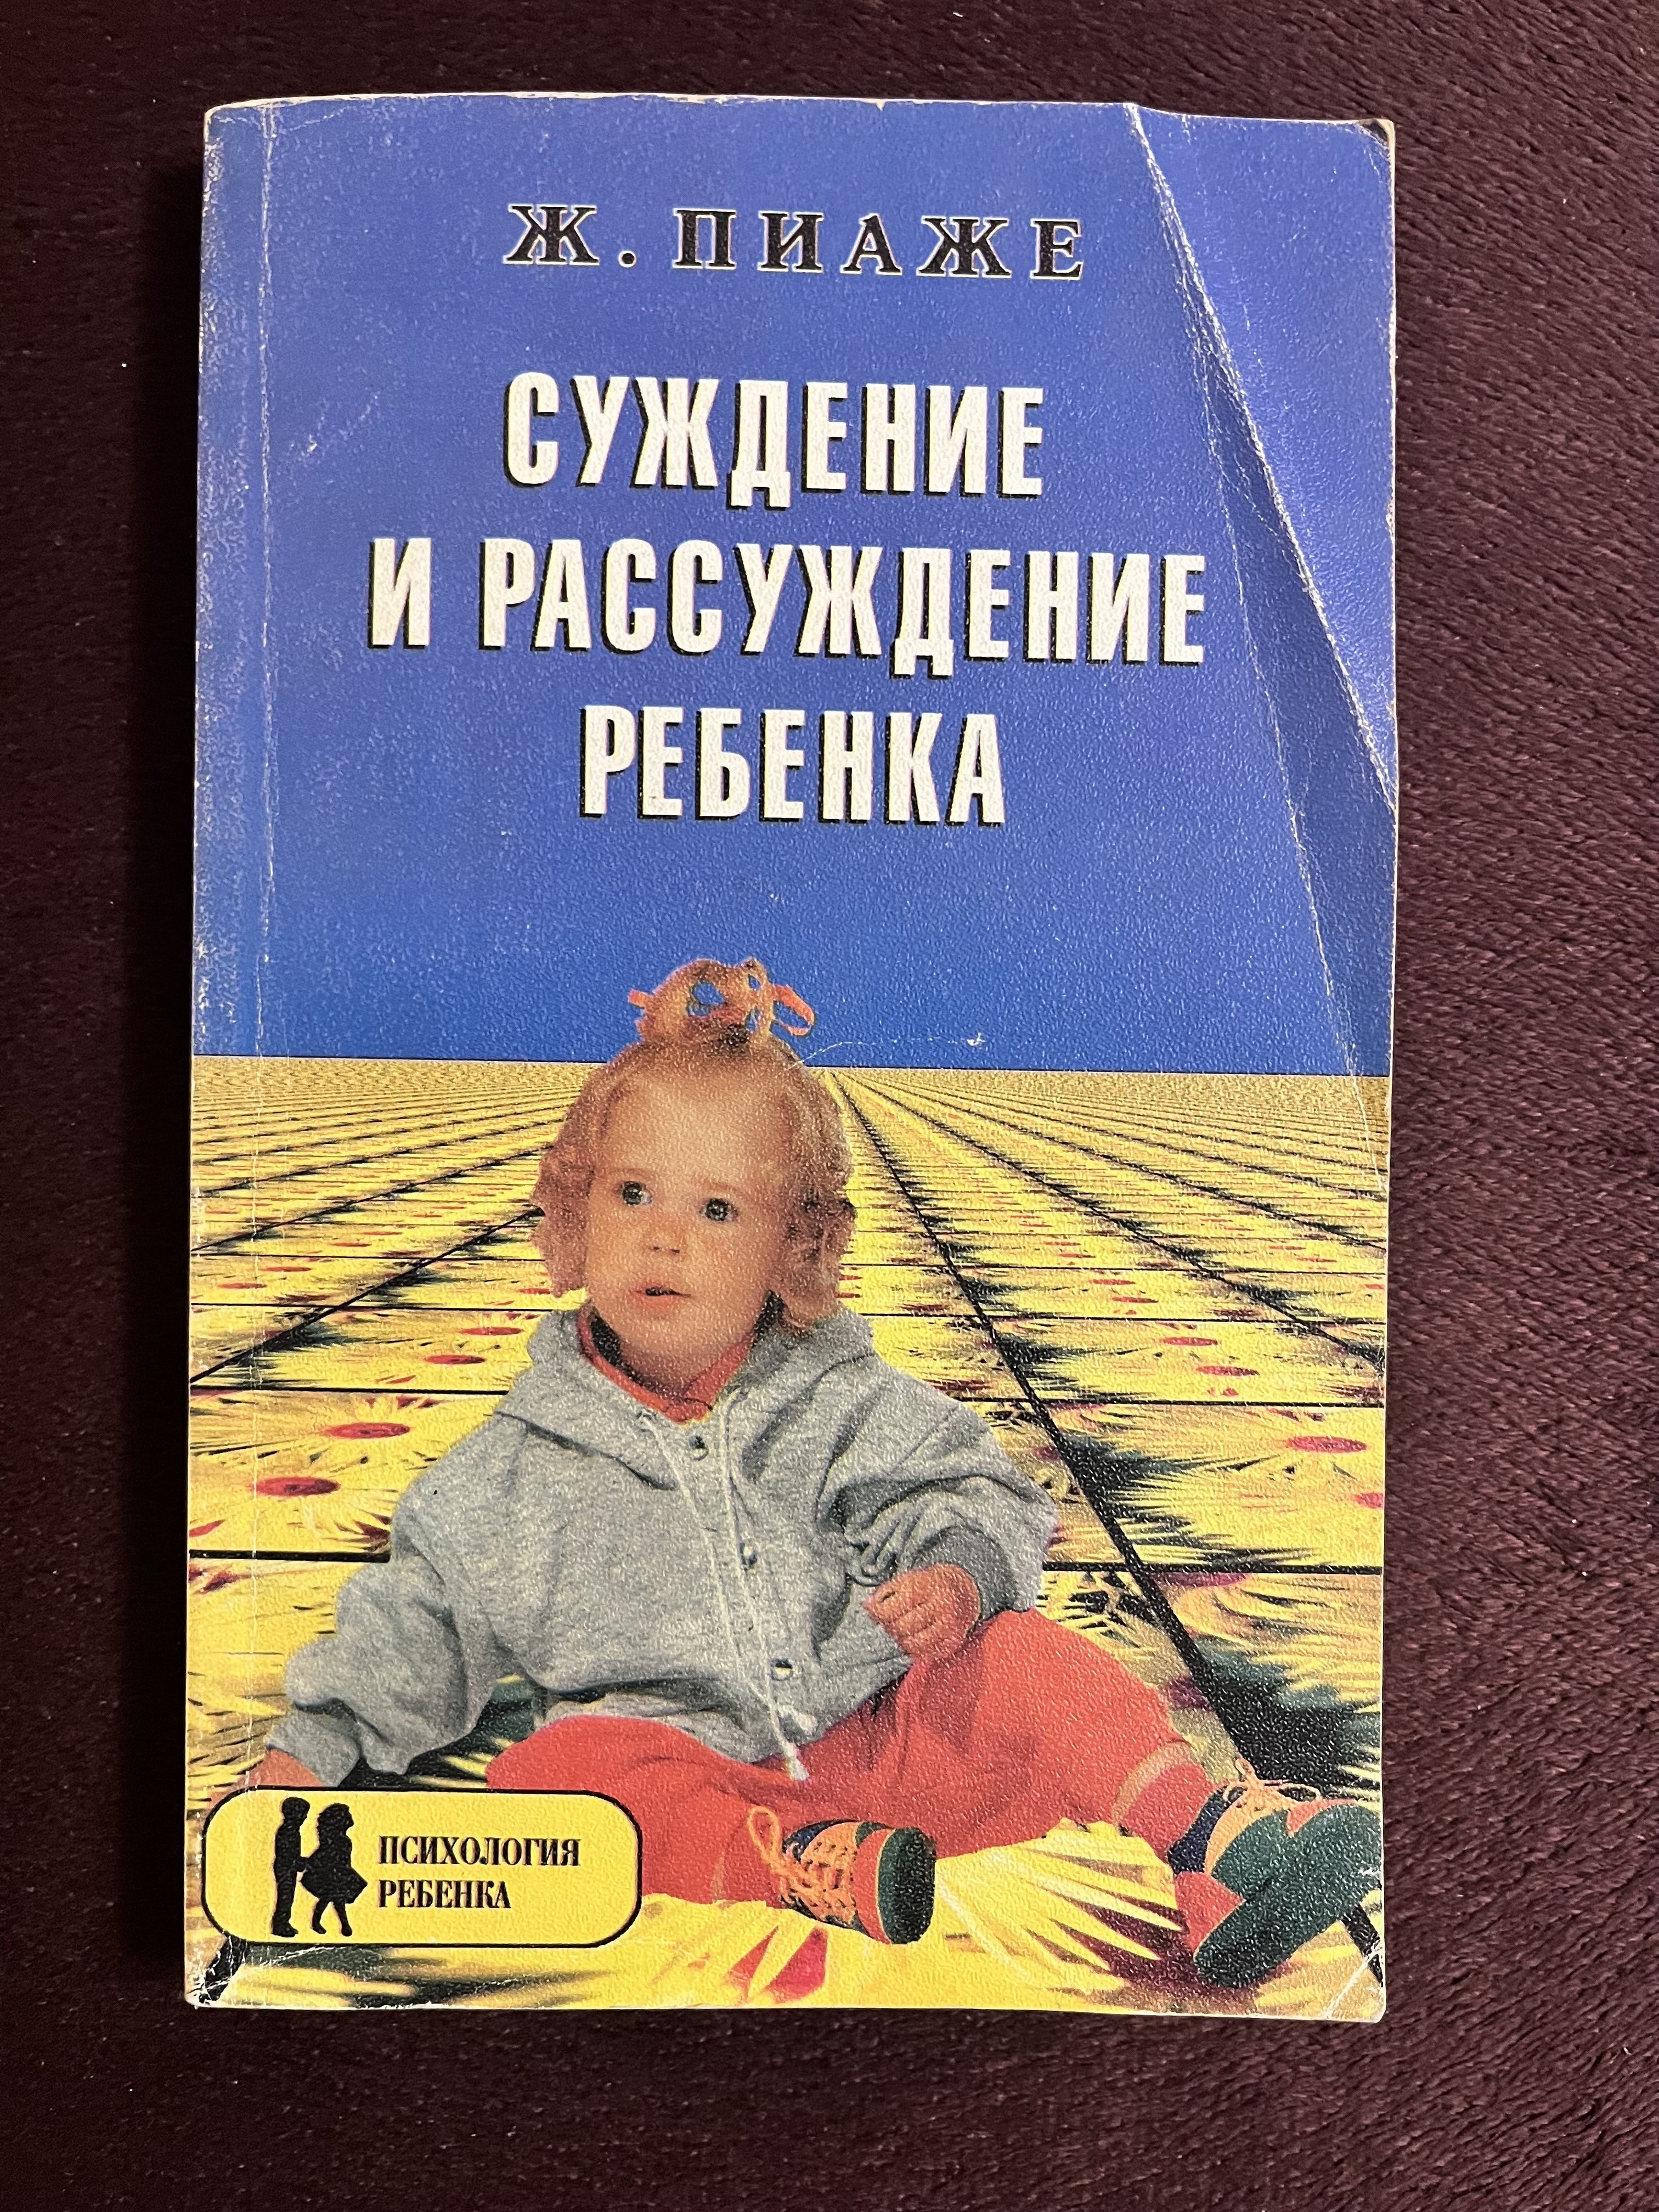 Ж. ПИАЖЕ
СУЖДЕНИЕ
И РАССУЖДЕНИЕ
РЕБЕНКА
ПСИХОЛОГИЯ
РЕБЕНКА